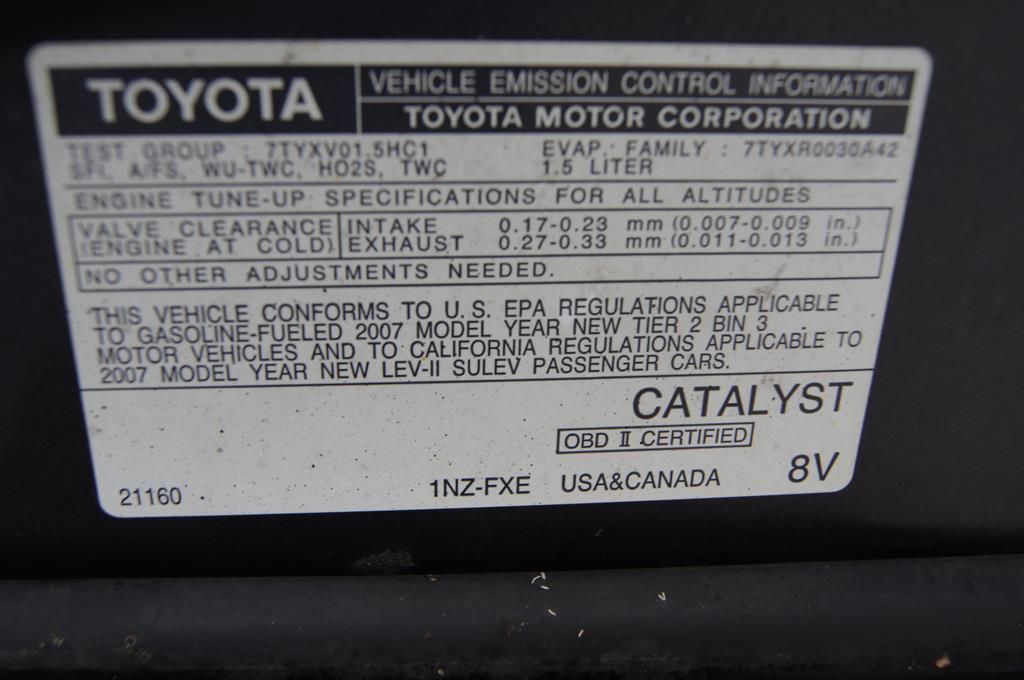 TOYOTA
VEHICLE EMISSION CONTROL INFORMATION
TOYOTA MOTOR CORPORATION
TEST GROUP : 7TYXV01.5HC1 EVAP. FAMILY : 7TYXR0030A42
SFI, A/FS, WU-TWC, HO2S, TWC 1.5 LITER
ENGINE TUNE-UP SPECIFICATIONS FOR ALL ALTITUDES
VALVE CLEARANCE INTAKE 0.17-0.23 mm (0.007-0.009 in.)
(ENGINE AT COLD) EXHAUST 0.27-0.33 mm (0.011-0.013 in.)
NO OTHER ADJUSTMENTS NEEDED.
THIS VEHICLE CONFORMS TO U.S. EPA REGULATIONS APPLICABLE
TO GASOLINE-FUELED 2007 MODEL YEAR NEW TIER 2 BIN 3
MOTOR VEHICLES AND TO CALIFORNIA REGULATIONS APPLICABLE TO
2007 MODEL YEAR NEW LEV-II SULEV PASSENGER CARS.
CATALYST
OBD II CERTIFIED
21160 1NZ-FXE USA&CANADA 8V